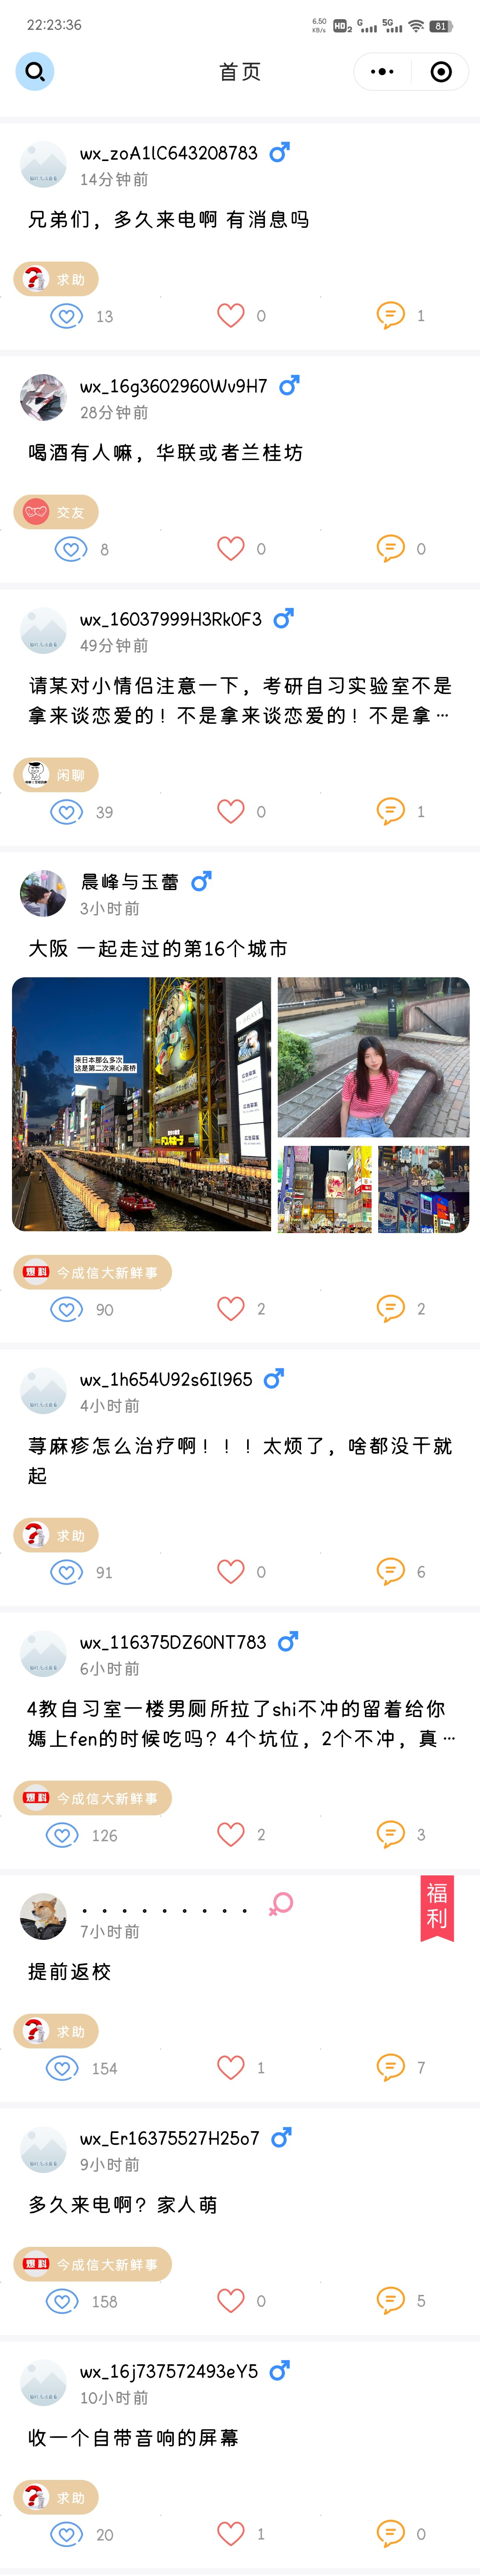 22:23:36
6.50
KB/s
HD 2
G
5G
81
首页
wx_zoA1lC643208783
14分钟前
兄弟们，多久来电啊 有消息吗
求助
13
0
1
wx_16g3602960Wv9H7
28分钟前
喝酒有人嘛，华联或者兰桂坊
交友
8
0
0
wx_16037999H3Rk0F3
49分钟前
请某对小情侣注意一下，考研自习实验室不是
拿来谈恋爱的！不是拿来谈恋爱的！不是拿…
闲聊
39
0
1
晨峰与玉蕾
3小时前
大阪 一起走过的第16个城市
来日本那么多次
这是第二次来心斋桥
爆料
今成信大新鲜事
90
2
2
wx_1h654U92s6Il965
4小时前
荨麻疹怎么治疗啊！！！太烦了，啥都没干就
起
求助
91
0
6
wx_116375DZ60NT783
6小时前
4教自习室一楼男厕所拉了shi不冲的留着给你
媽上fen的时候吃吗？4个坑位，2个不冲，真…
爆料
今成信大新鲜事
126
2
3
. . . . . . . . .
福利
7小时前
提前返校
求助
154
1
7
wx_Er16375527H25o7
9小时前
多久来电啊？家人萌
爆料
今成信大新鲜事
158
0
5
wx_16j737572493eY5
10小时前
收一个自带音响的屏幕
求助
20
1
0